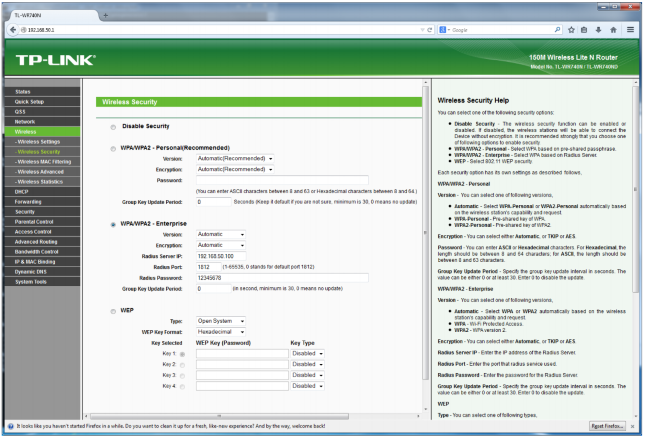 TL-WR740N
192.168.50.1
Google
TP-LINK
150M Wireless Lite N Router
Model No. TL-WR740N / TL-WR740ND
Status
Quick Setup
QSS
Network
Wireless
- Wireless Settings
- Wireless Security
- Wireless MAC Filtering
- Wireless Advanced
- Wireless Statistics
DHCP
Forwarding
Security
Parental Control
Access Control
Advanced Routing
Bandwidth Control
IP & MAC Binding
Dynamic DNS
System Tools
Wireless Security
Disable Security
WPA/WPA2 - Personal(Recommended)
Version: Automatic(Recommended)
Encryption: Automatic(Recommended)
Password:
(You can enter ASCII characters between 8 and 63 or Hexadecimal characters between 8 and 64.)
Group Key Update Period: 0 Seconds (Keep it default if you are not sure, minimum is 30, 0 means no update)
WPA/WPA2 - Enterprise
Version: Automatic
Encryption: Automatic
Radius Server IP: 192.168.50.100
Radius Port: 1812 (1-65535, 0 stands for default port 1812)
Radius Password: 12345678
Group Key Update Period: 0 (in second, minimum is 30, 0 means no update)
WEP
Type: Open System
WEP Key Format: Hexadecimal
Key Selected WEP Key (Password) Key Type
Key 1: Disabled
Key 2: Disabled
Key 3: Disabled
Key 4: Disabled
Wireless Security Help
You can select one of the following security options:
Disable Security - The wireless security function can be enabled or
disabled. If disabled, the wireless stations will be able to connect the
Device without encryption. It is recommended strongly that you choose one
of following options to enable security.
WPA/WPA2 - Personal - Select WPA based on pre-shared passphrase.
WPA/WPA2 - Enterprise - Select WPA based on Radius Server.
WEP - Select 802.11 WEP security.
Each security option has its own settings as described follows,
WPA/WPA2 - Personal
Version - You can select one of following versions,
Automatic - Select WPA-Personal or WPA2-Personal automatically based
on the wireless station's capability and request.
WPA-Personal - Pre-shared key of WPA.
WPA2-Personal - Pre-shared key of WPA2.
Encryption - You can select either Automatic, or TKIP or AES.
Password - You can enter ASCII or Hexadecimal characters. For Hexadecimal, the
length should be between 8 and 64 characters; for ASCII, the length should be
between 8 and 63 characters.
Group Key Update Period - Specify the group key update interval in seconds. The
value can be either 0 or at least 30. Enter 0 to disable the update.
WPA/WPA2 - Enterprise
Version - You can select one of following versions,
Automatic - Select WPA or WPA2 automatically based on the wireless
station's capability and request.
WPA - Wi-Fi Protected Access.
WPA2 - WPA version 2.
Encryption - You can select either Automatic, or TKIP or AES.
Radius Server IP - Enter the IP address of the Radius Server.
Radius Port - Enter the port that radius service used.
Radius Password - Enter the password for the Radius Server.
Group Key Update Period - Specify the group key update interval in seconds. The
value can be either 0 or at least 30. Enter 0 to disable the update.
WEP
Type - You can select one of following types,
It looks like you haven't started Firefox in a while. Do you want to clean it up for a fresh, like-new experience? And by the way, welcome back!
Reset Firefox...